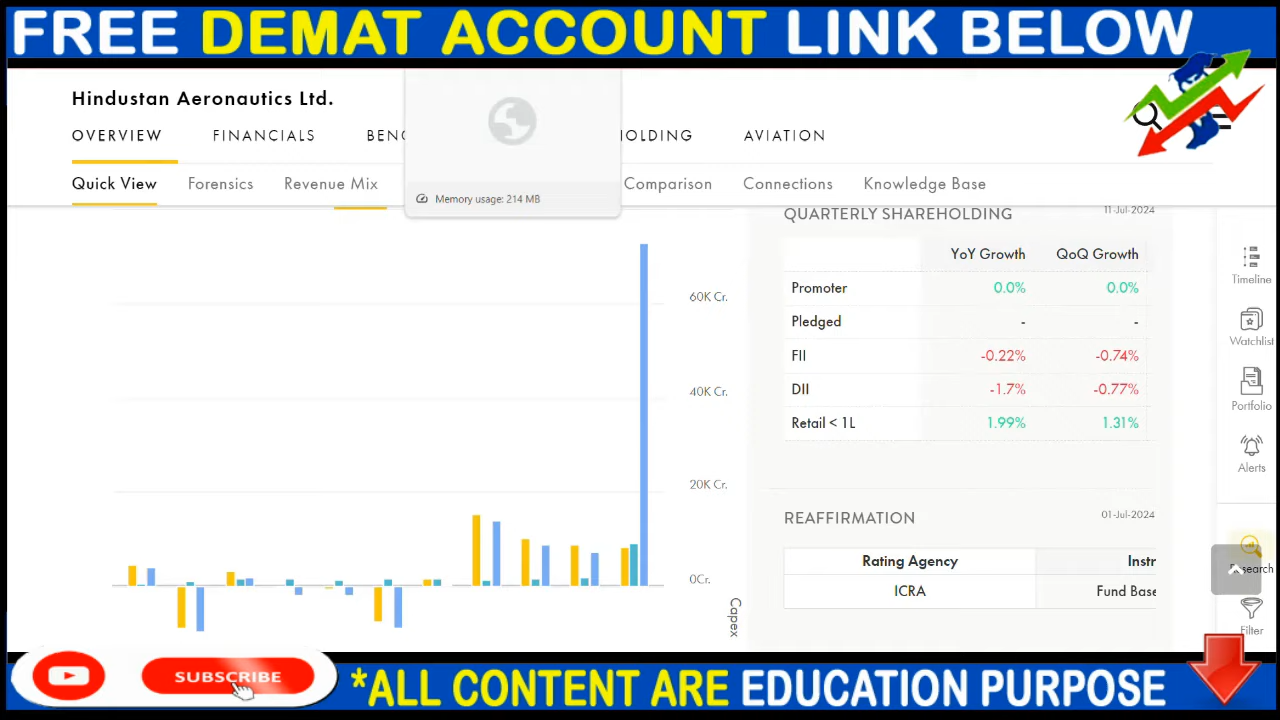 FREE DEMAT ACCOUNT LINK BELOW
Hindustan Aeronautics Ltd.
OVERVIEW FINANCIALS BENC HOLDING AVIATION
Quick View Forensics Revenue Mix Comparison Connections Knowledge Base
Memory usage: 214 MB
QUARTERLY SHAREHOLDING 11-Jul-2024
YoY Growth QoQ Growth
Promoter 0.0% 0.0%
Pledged - -
FII -0.22% -0.74%
DII -1.7% -0.77%
Retail < 1L 1.99% 1.31%
REAFFIRMATION 01-Jul-2024
Rating Agency Instr
ICRA Fund Base
60K Cr.
40K Cr.
20K Cr.
0Cr.
Capex
Timeline
Watchlist
Portfolio
Alerts
Research
Filter
SUBSCRIBE
*ALL CONTENT ARE EDUCATION PURPOSE